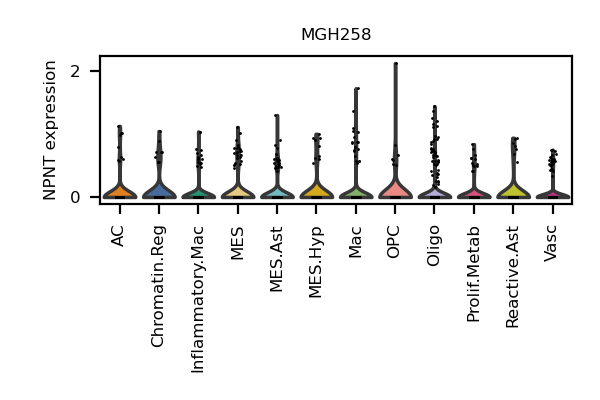 MGH258
NPNT expression
2
0
AC
Chromatin.Reg
Inflammatory.Mac
MES
MES.Ast
MES.Hyp
Mac
OPC
Oligo
Prolif.Metab
Reactive.Ast
Vasc